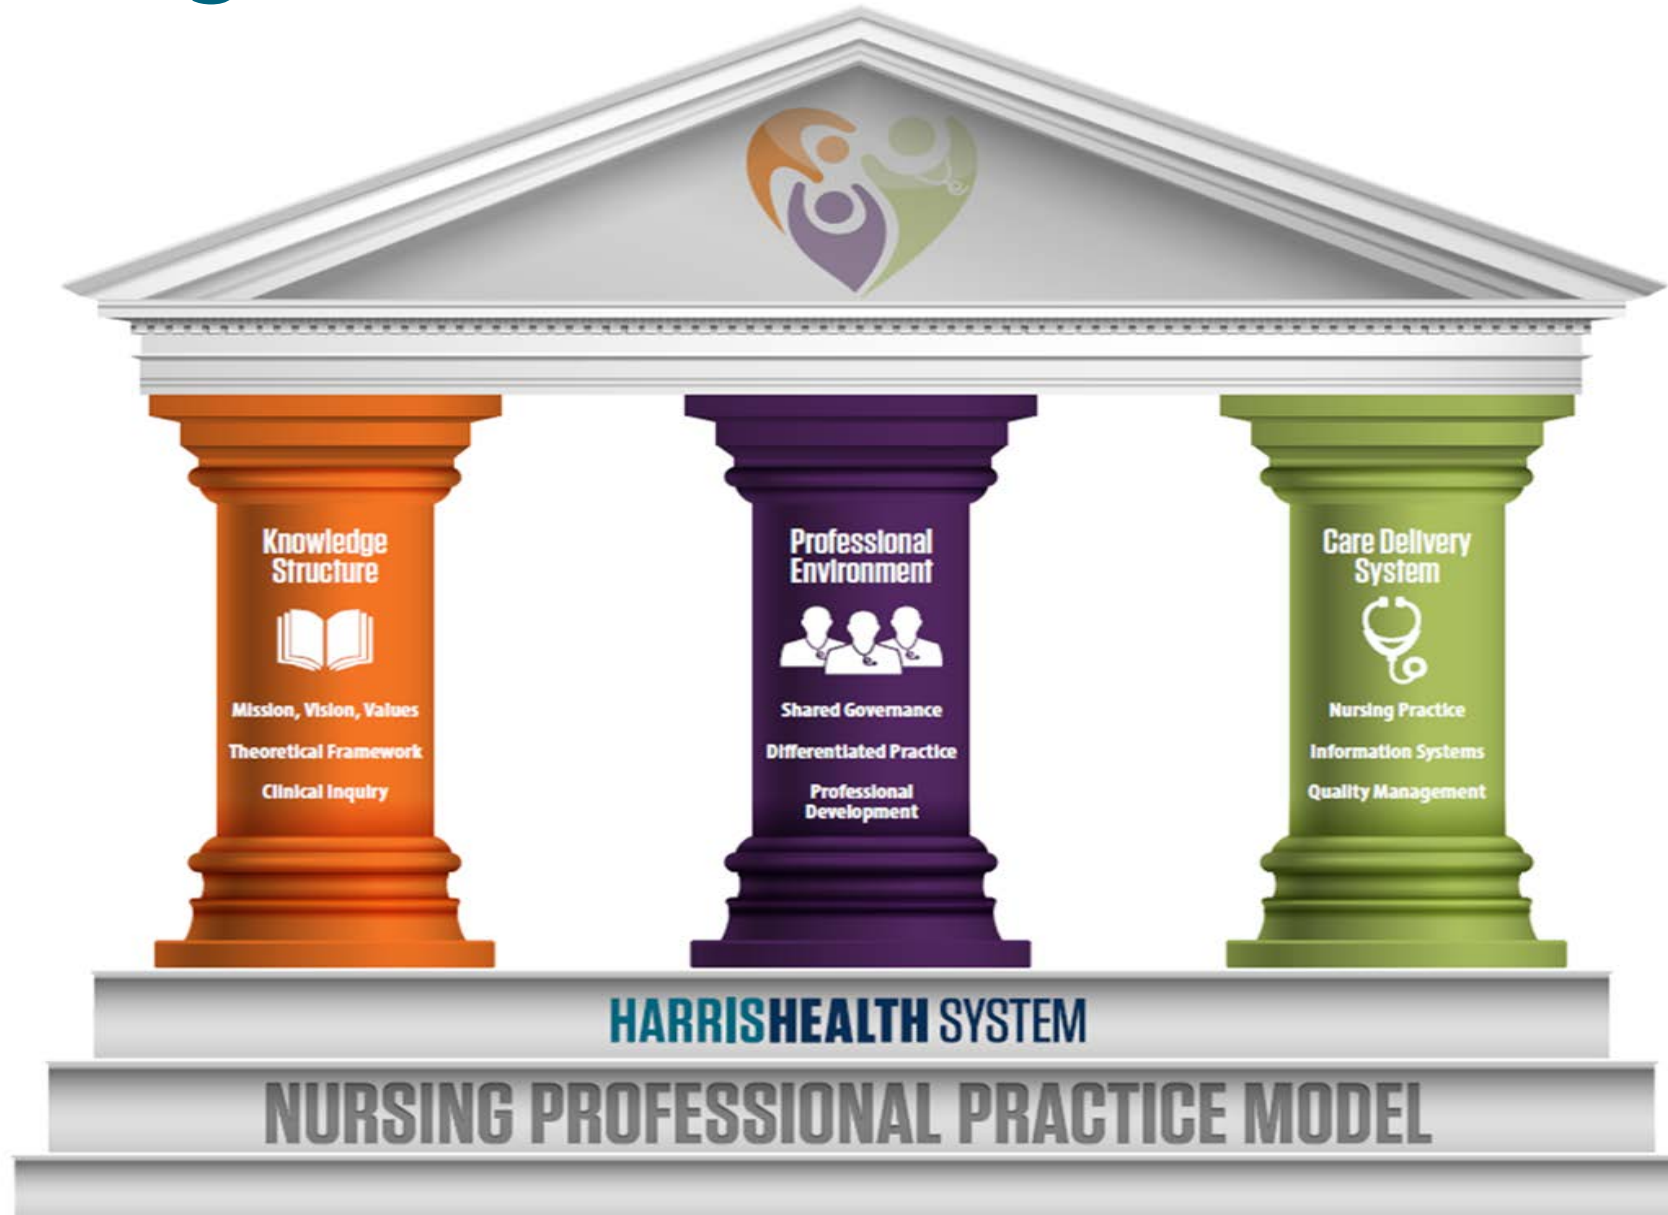 Knowledge
Structure
Mission, Vision, Values
Theoretical Framework
Clinical Inquiry
Professional
Environment
Shared Governance
Differentiated Practice
Professional
Development
Care Delivery
System
Nursing Practice
Information Systems
Quality Management
HARRISHEALTH SYSTEM
NURSING PROFESSIONAL PRACTICE MODEL